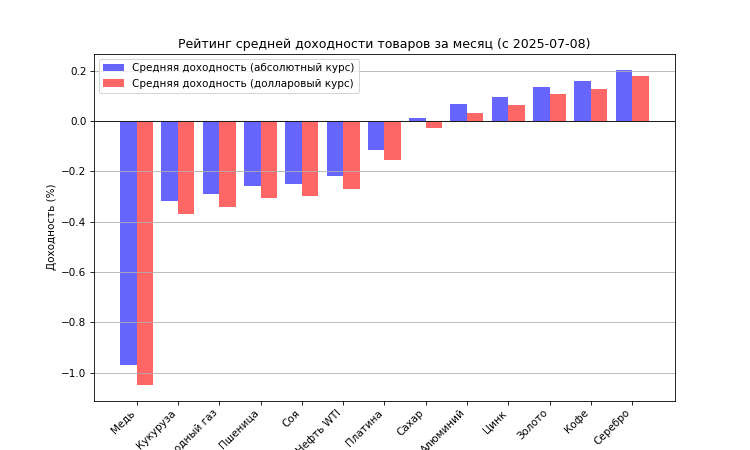 Рейтинг средней доходности товаров за месяц (с 2025-07-08)
Средняя доходность (абсолютный курс)
Средняя доходность (долларовый курс)
Доходность (%)
0.2
0.0
−0.2
−0.4
−0.6
−0.8
−1.0
Медь
Кукуруза
одный газ
Пшеница
Соя
Нефть WTI
Платина
Сахар
Алюминий
Цинк
Золото
Кофе
Серебро